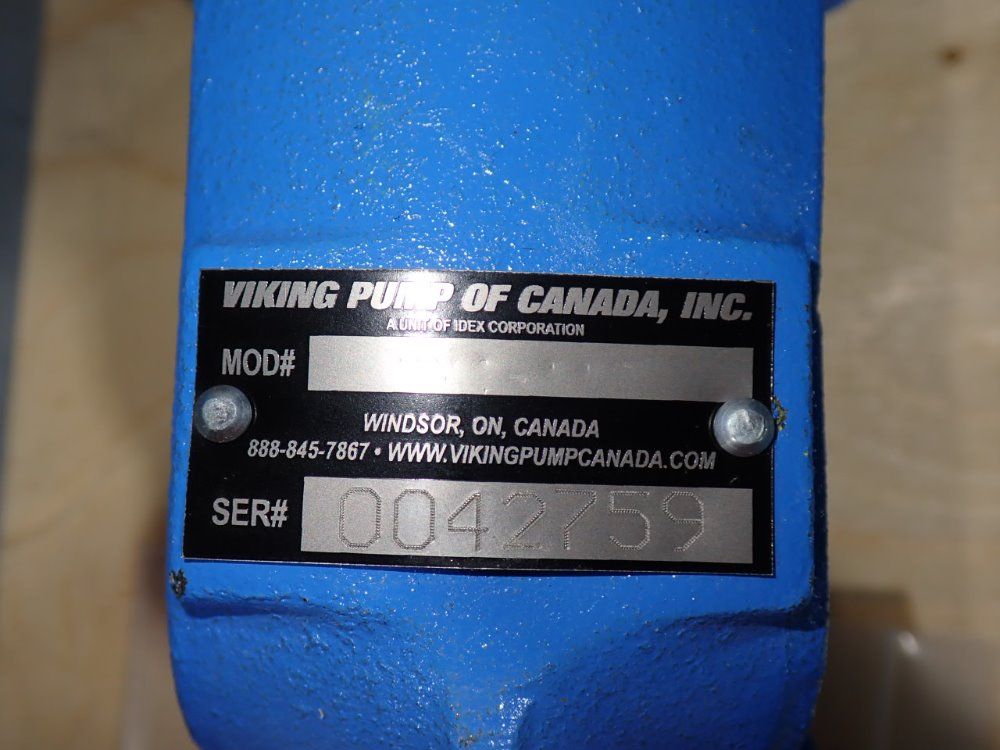 VIKING PUMP OF CANADA, INC.
A UNIT OF IDEX CORPORATION
MOD#
WINDSOR, ON, CANADA
888-845-7867 • WWW.VIKINGPUMPCANADA.COM
SER# 0042759